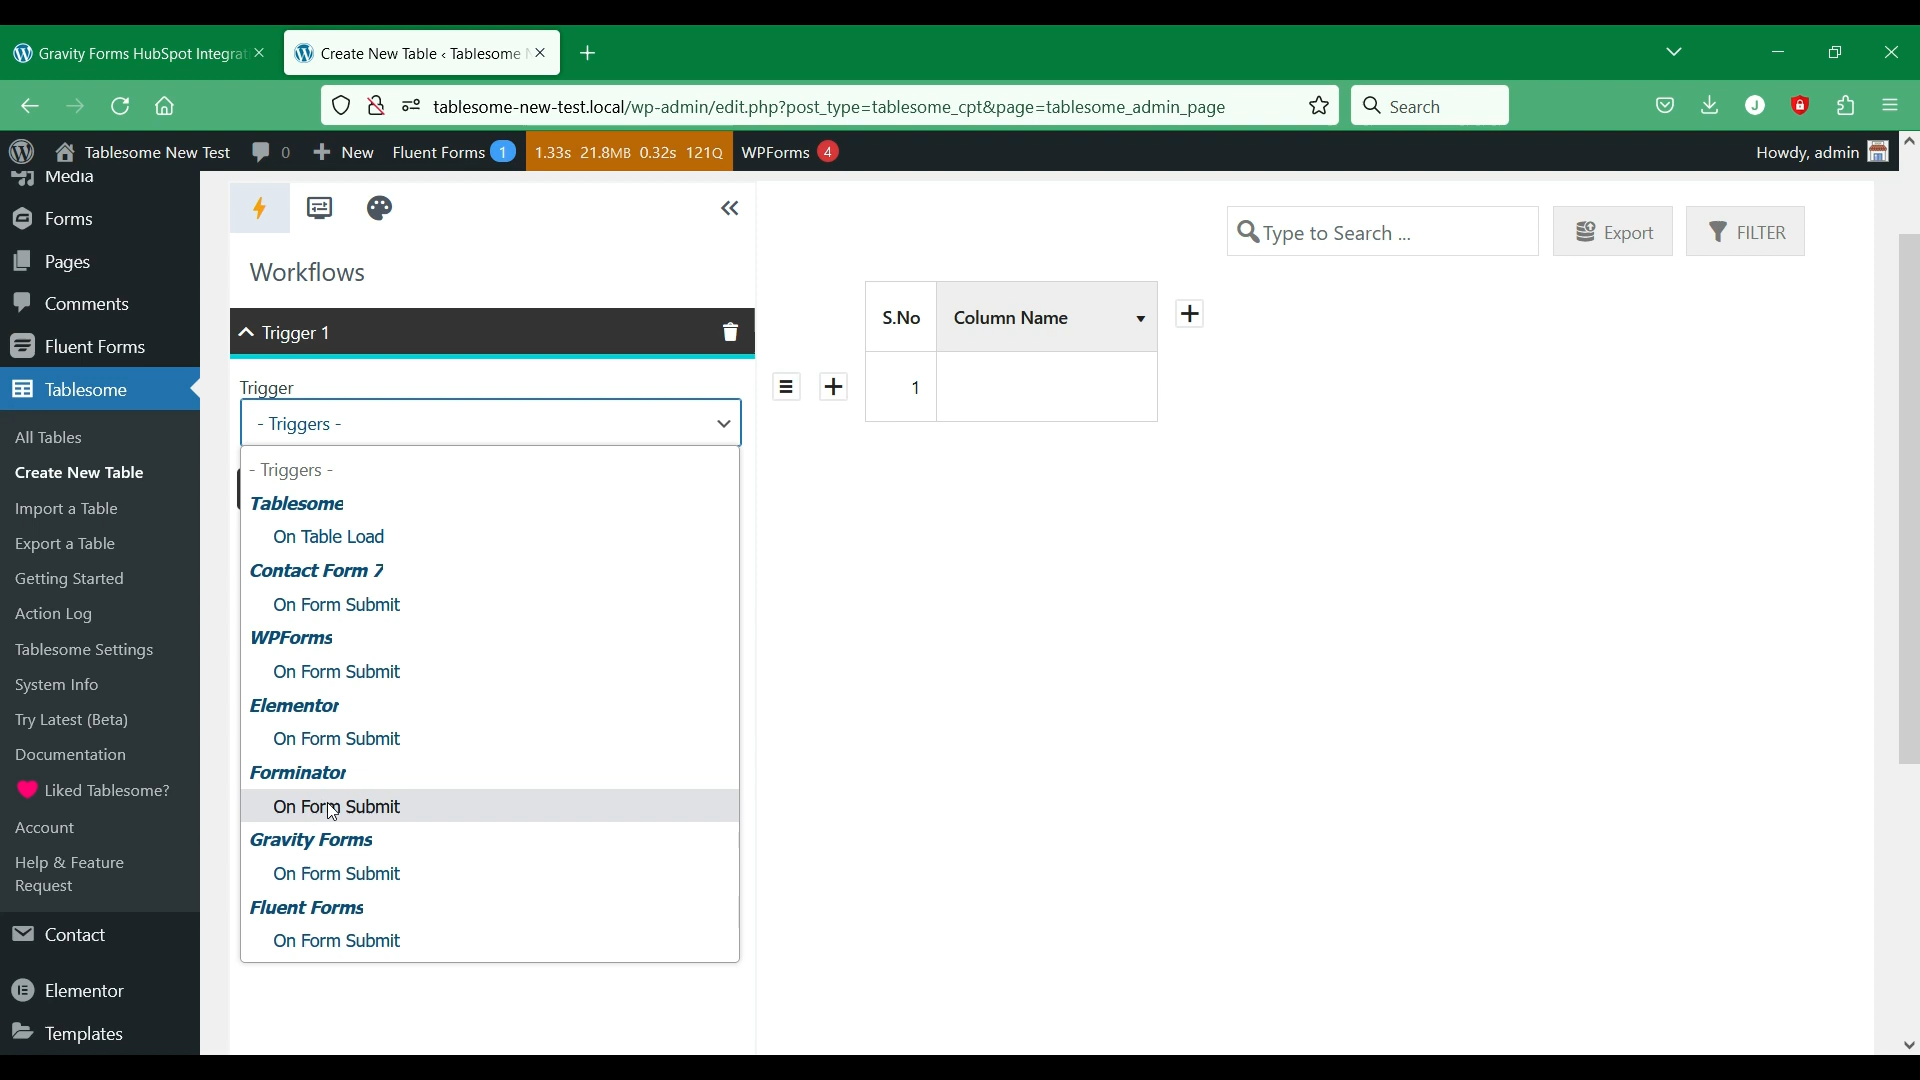 Gravity Forms HubSpot Integrat
Create New Table ‹ Tablesome
tablesome-new-test.local/wp-admin/edit.php?post_type=tablesome_cpt&page=tablesome_admin_page
Search
J
Tablesome New Test
0
New
Fluent Forms 1
1.33s 21.8MB 0.32s 121Q
WPForms 4
Howdy, admin
Media
Forms
Pages
Comments
Fluent Forms
Tablesome
All Tables
Create New Table
Import a Table
Export a Table
Getting Started
Action Log
Tablesome Settings
System Info
Try Latest (Beta)
Documentation
Liked Tablesome?
Account
Help & Feature
Request
Contact
Elementor
Templates
Workflows
Trigger 1
Trigger
- Triggers -
- Triggers -
Tablesome
On Table Load
Contact Form 7
On Form Submit
WPForms
On Form Submit
Elementor
On Form Submit
Forminator
On Form Submit
Gravity Forms
On Form Submit
Fluent Forms
On Form Submit
Type to Search ...
Export
FILTER
S.No
Column Name
1